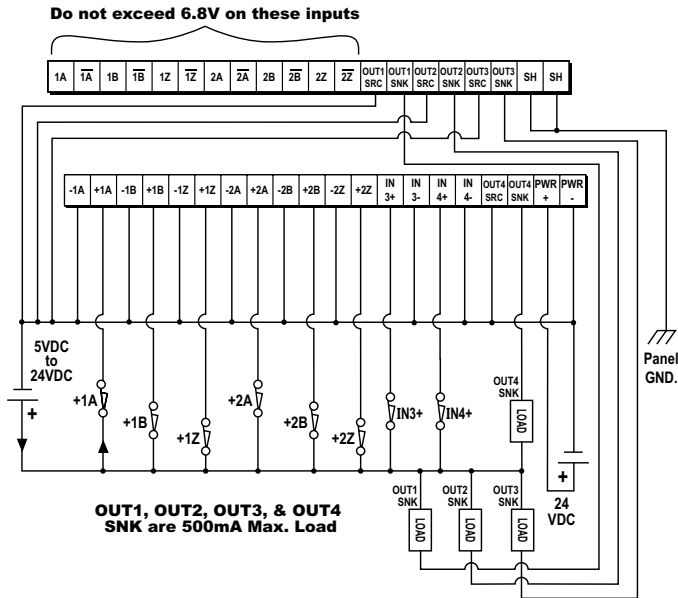 Do not exceed 6.8V on these inputs
1A 1A̅ 1B 1B̅ 1Z 1Z̅ 2A 2A̅ 2B 2B̅ 2Z 2Z̅ OUT1 SRC OUT1 SNK OUT2 SRC OUT2 SNK OUT3 SRC OUT3 SNK SH SH
-1A +1A -1B +1B -1Z +1Z -2A +2A -2B +2B -2Z +2Z IN 3+ IN 3- IN 4+ IN 4- OUT4 SRC OUT4 SNK PWR + PWR -
5VDC
to
24VDC
+
+1A
+1B
+1Z
+2A
+2B
+2Z
IN3+
IN4+
OUT4
SNK
LOAD
Panel
GND.
+
24
VDC
OUT1
SNK
LOAD
OUT2
SNK
LOAD
OUT3
SNK
LOAD
OUT1, OUT2, OUT3, & OUT4
SNK are 500mA Max. Load